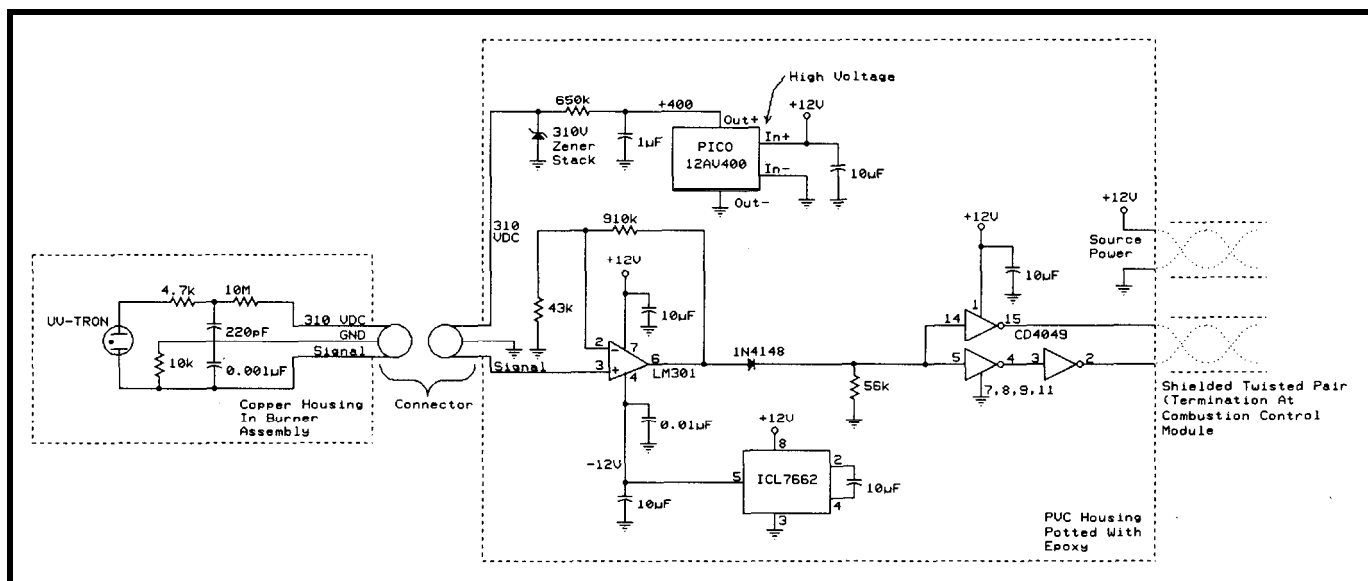 High Voltage
650k
+400
+12V
Out+
In+
310V
Zener
Stack
1µF
PICO
12AV400
In-
10µF
Out-
310
VDC
910k
+12V
+12V
Source
Power
+12V
10µF
43k
10µF
4.7k
10M
UV-TRON
220pF
310 VDC
GND
Signal
10k
0.001µF
Copper Housing
In Burner
Assembly
Connector
Signal
2
-
7
3
+
4
6
LM301
1N4148
56k
14
1
15
CD4049
5
4
3
2
7,8,9,11
Shielded Twisted Pair
(Termination At
Combustion Control
Module
0.01µF
-12V
10µF
+12V
8
5
ICL7662
2
4
3
10µF
PVC Housing
Potted With
Epoxy